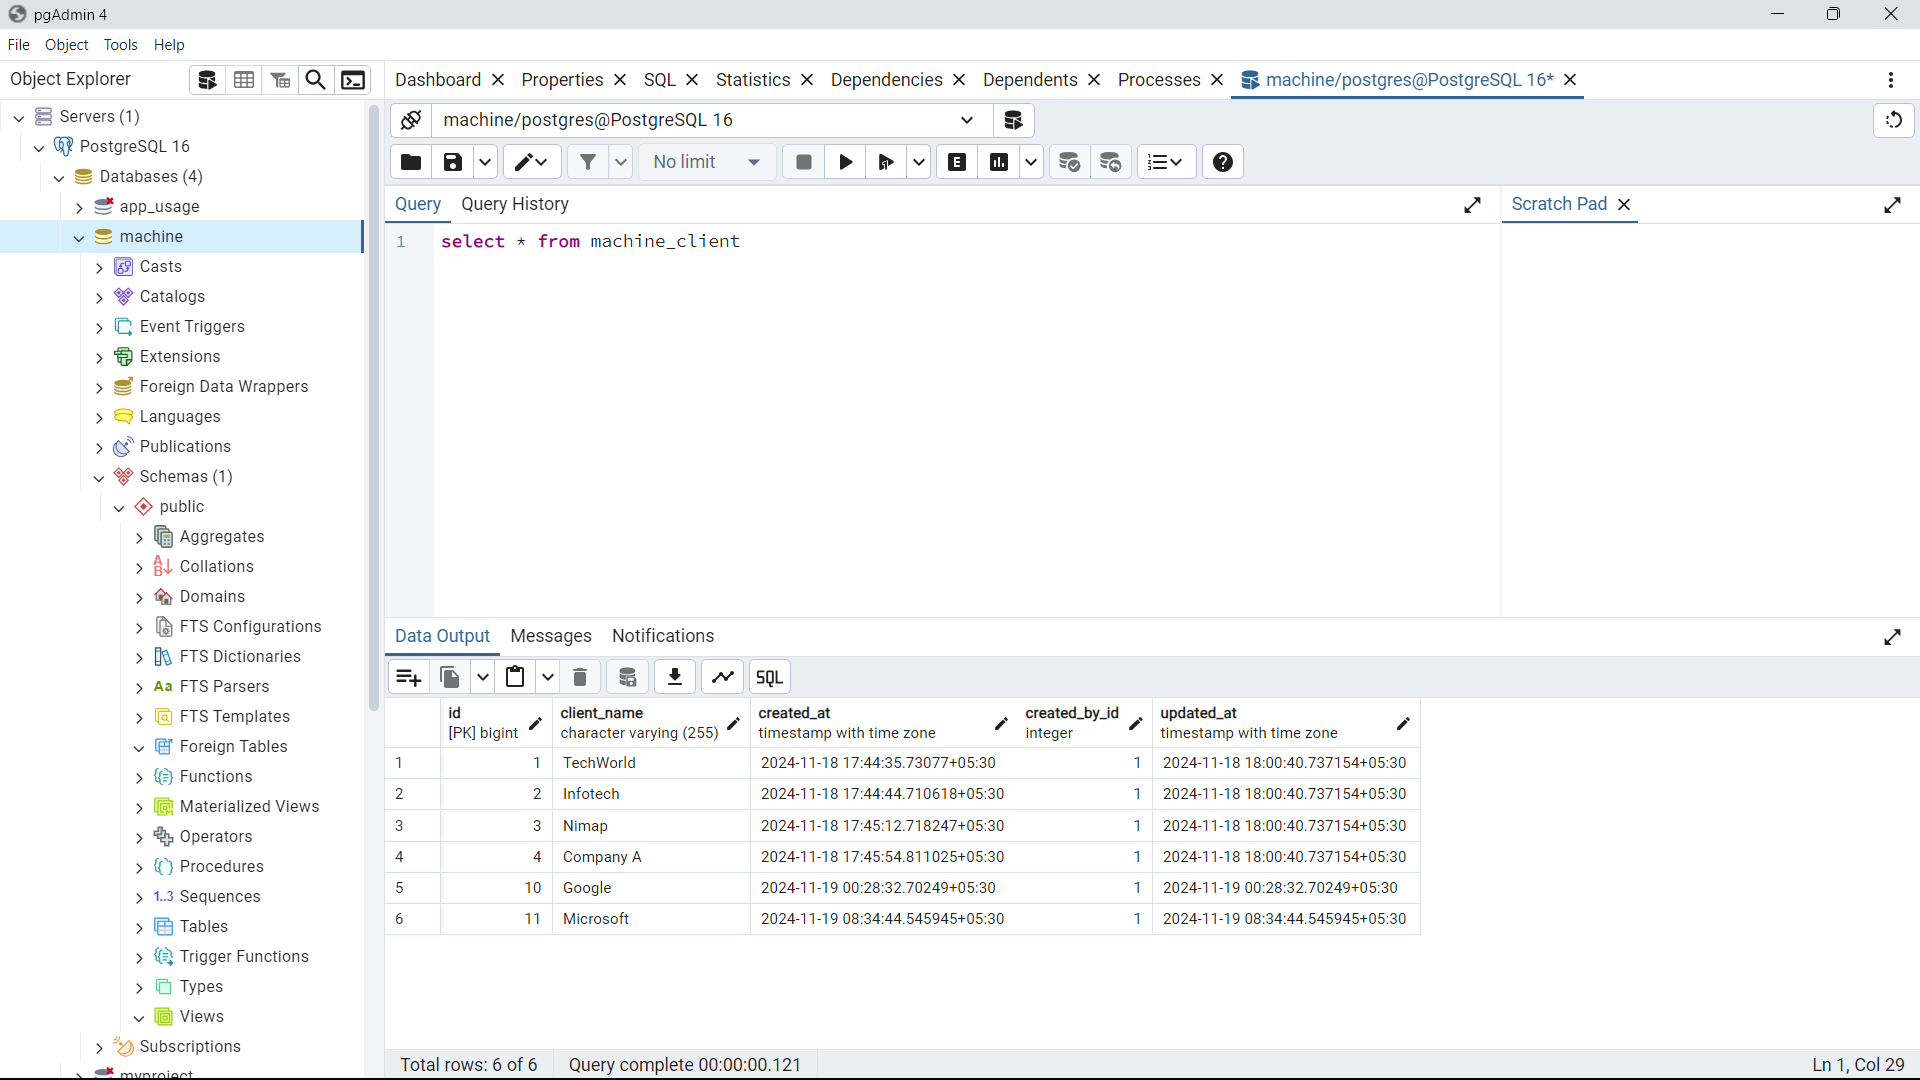 pgAdmin 4
File Object Tools Help
Object Explorer
Dashboard Properties SQL Statistics Dependencies Dependents Processes machine/postgres@PostgreSQL 16*
Servers (1)
PostgreSQL 16
Databases (4)
app_usage
machine
Casts
Catalogs
Event Triggers
Extensions
Foreign Data Wrappers
Languages
Publications
Schemas (1)
public
Aggregates
Collations
Domains
FTS Configurations
FTS Dictionaries
Aa FTS Parsers
FTS Templates
Foreign Tables
Functions
Materialized Views
Operators
Procedures
1..3 Sequences
Tables
Trigger Functions
Types
Views
Subscriptions
myproject
machine/postgres@PostgreSQL 16
No limit E
Query Query History
Scratch Pad
1 select * from machine_client
Data Output Messages Notifications
SQL
id client_name created_at created_by_id updated_at
[PK] bigint character varying (255) timestamp with time zone integer timestamp with time zone
1 1 TechWorld 2024-11-18 17:44:35.73077+05:30 1 2024-11-18 18:00:40.737154+05:30
2 2 Infotech 2024-11-18 17:44:44.710618+05:30 1 2024-11-18 18:00:40.737154+05:30
3 3 Nimap 2024-11-18 17:45:12.718247+05:30 1 2024-11-18 18:00:40.737154+05:30
4 4 Company A 2024-11-18 17:45:54.811025+05:30 1 2024-11-18 18:00:40.737154+05:30
5 10 Google 2024-11-19 00:28:32.70249+05:30 1 2024-11-19 00:28:32.70249+05:30
6 11 Microsoft 2024-11-19 08:34:44.545945+05:30 1 2024-11-19 08:34:44.545945+05:30
Total rows: 6 of 6 Query complete 00:00:00.121 Ln 1, Col 29